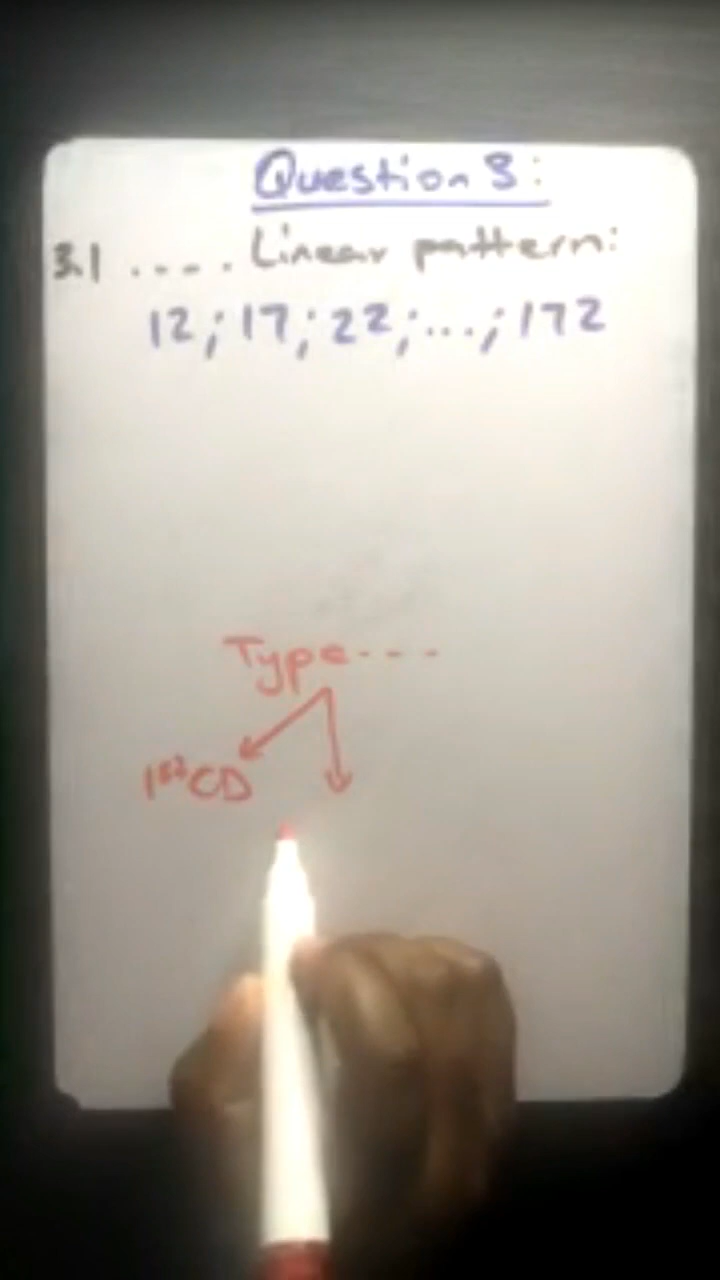 Question 3:
3.1 .... Linear pattern:
12; 17; 22; ...; 172
Type....
1st CD